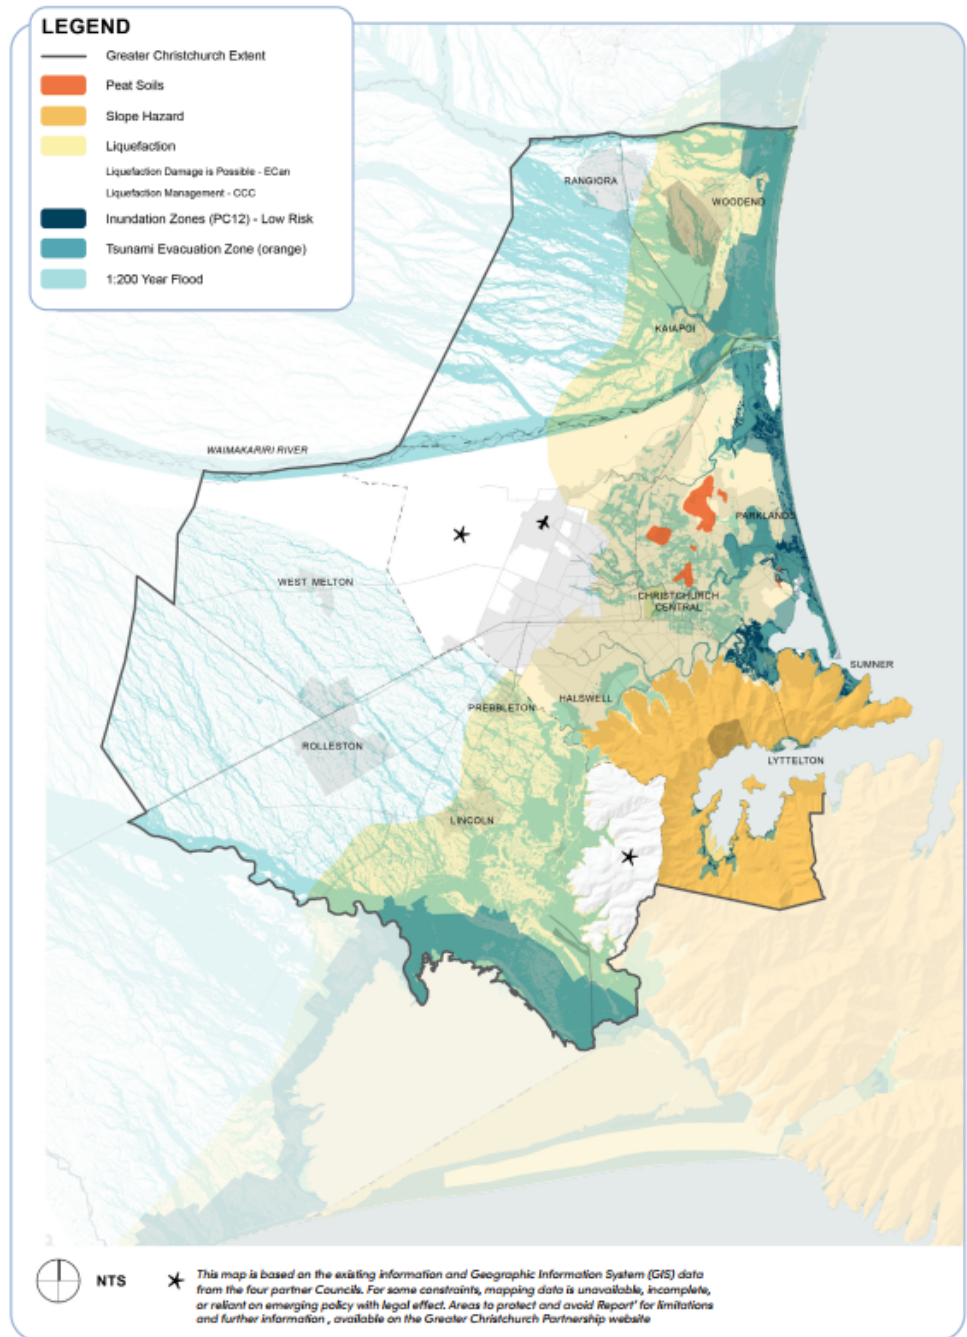 LEGEND
Greater Christchurch Extent
Peat Soils
Slope Hazard
Liquefaction
Liquefaction Damage is Possible - ECan
Liquefaction Management - CCC
Inundation Zones (PC12) - Low Risk
Tsunami Evacuation Zone (orange)
1:200 Year Flood
RANGIORA
WOODEND
KAIAPOI
WAIMAKARIRI RIVER
PARKLANDS
WEST MELTON
CHRISTCHURCH
CENTRAL
SUMNER
HALSWELL
PREBBLETON
ROLLESTON
LYTTELTON
LINCOLN
NTS
This map is based on the existing information and Geographic Information System (GIS) data
from the four partner Councils. For some constraints, mapping data is unavailable, incomplete,
or reliant on emerging policy with legal effect. Areas to protect and avoid Report' for limitations
and further information , available on the Greater Christchurch Partnership website